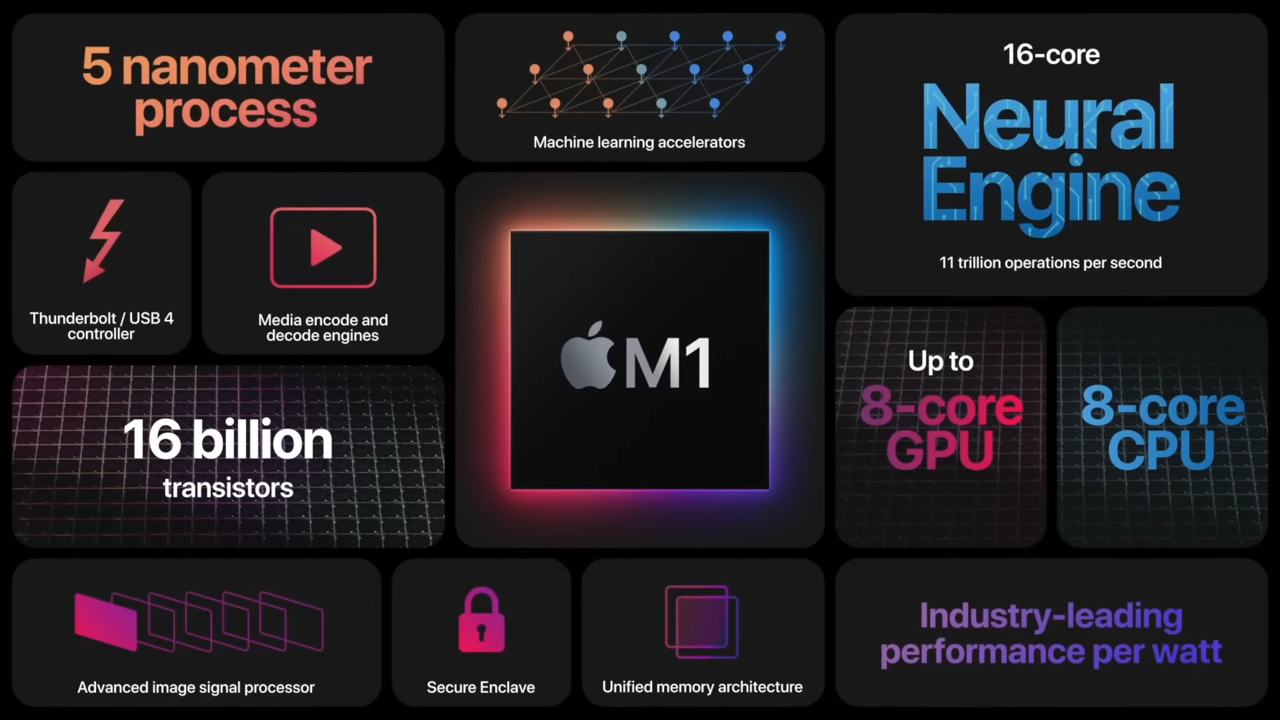 5 nanometer
process
Machine learning accelerators
16-core
Neural
Engine
11 trillion operations per second
Thunderbolt / USB 4
controller
Media encode and
decode engines
M1
Up to
8-core
GPU
8-core
CPU
16 billion
transistors
Advanced image signal processor
Secure Enclave
Unified memory architecture
Industry-leading
performance per watt